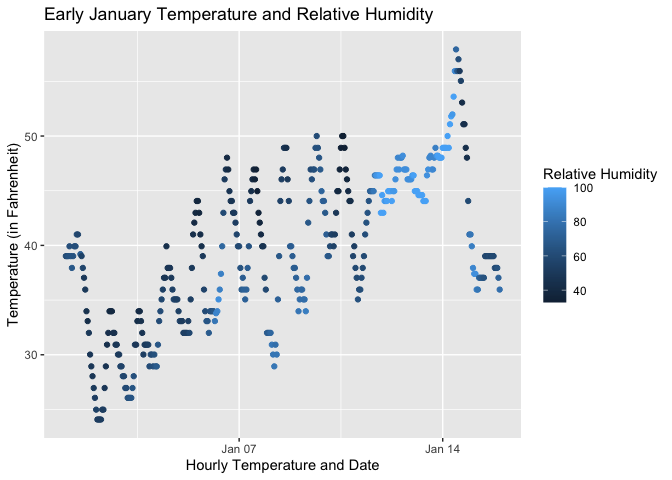 Early January Temperature and Relative Humidity
Temperature (in Fahrenheit)
50
40
30
Jan 07
Jan 14
Hourly Temperature and Date
Relative Humidity
100
80
60
40